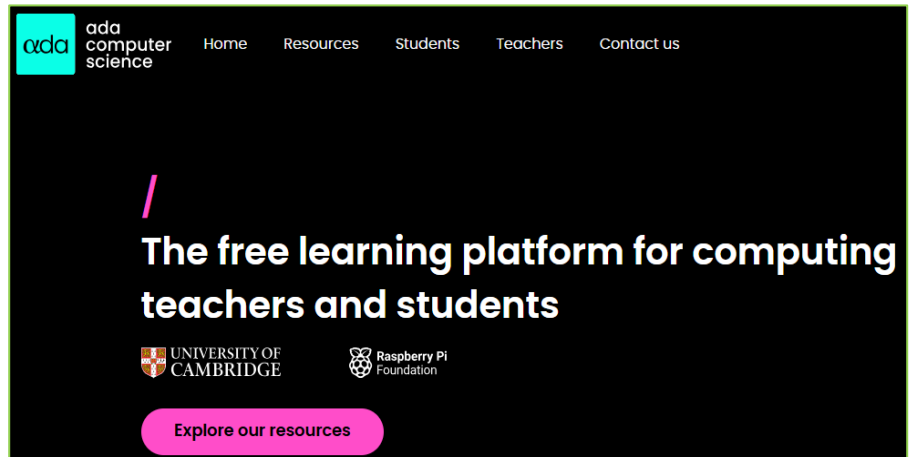 αda
ada
computer
science
Home Resources Students Teachers Contact us
/
The free learning platform for computing
teachers and students
UNIVERSITY OF
CAMBRIDGE
Raspberry Pi
Foundation
Explore our resources